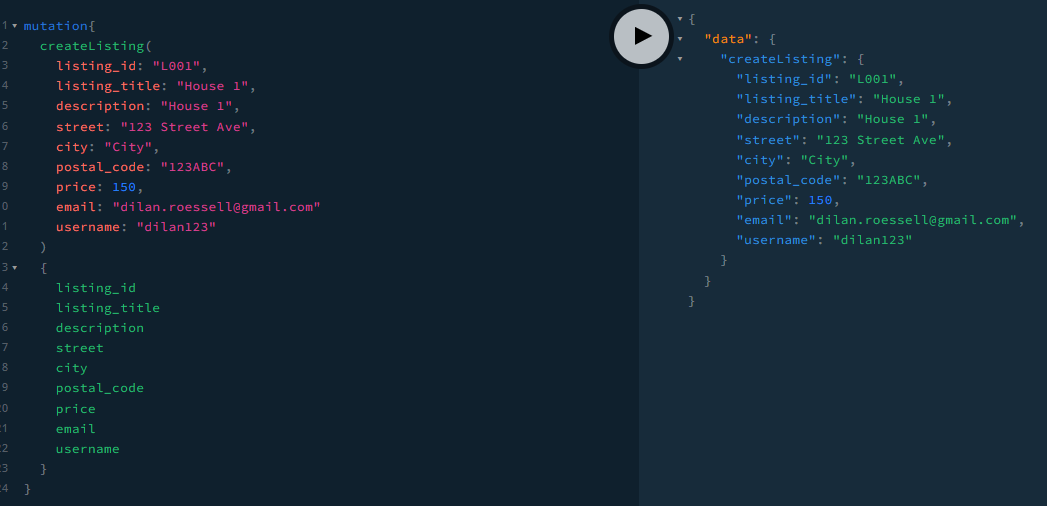 1 mutation{
2 createListing(
3 listing_id: "L001",
4 listing_title: "House 1",
5 description: "House 1",
6 street: "123 Street Ave",
7 city: "City",
8 postal_code: "123ABC",
9 price: 150,
0 email: "dilan.roessell@gmail.com"
1 username: "dilan123"
2 )
3 {
4 listing_id
5 listing_title
6 description
7 street
8 city
9 postal_code
20 price
21 email
22 username
23 }
24 }
{
"data": {
"createListing": {
"listing_id": "L001",
"listing_title": "House 1",
"description": "House 1",
"street": "123 Street Ave",
"city": "City",
"postal_code": "123ABC",
"price": 150,
"email": "dilan.roessell@gmail.com",
"username": "dilan123"
}
}
}